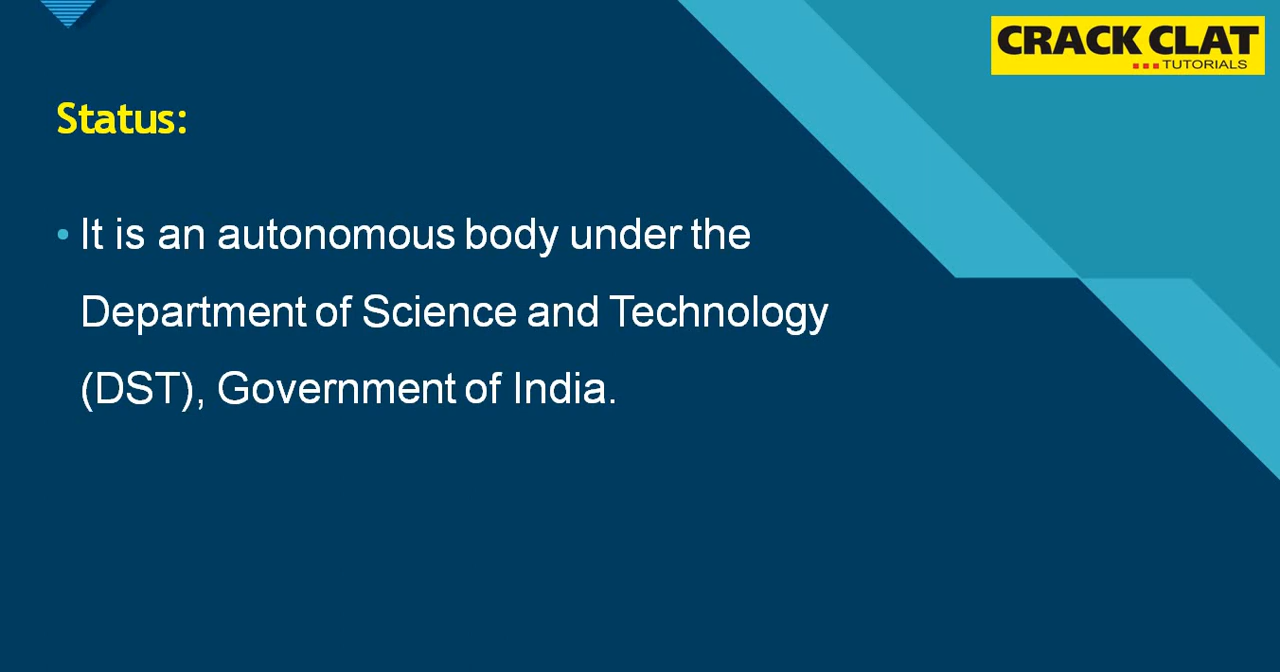 CRACK CLAT
TUTORIALS
Status:
• It is an autonomous body under the
Department of Science and Technology
(DST), Government of India.